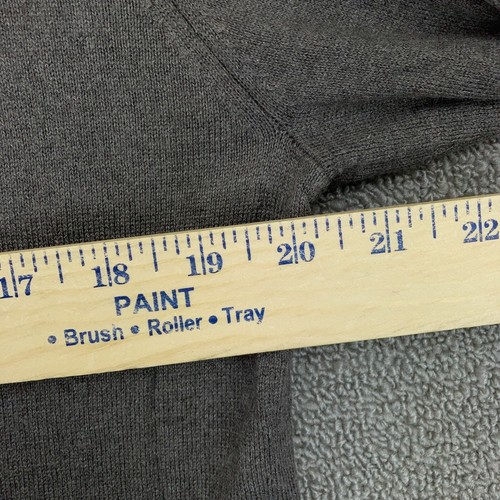 17 18 19 20 21 22
PAINT
• Brush • Roller • Tray